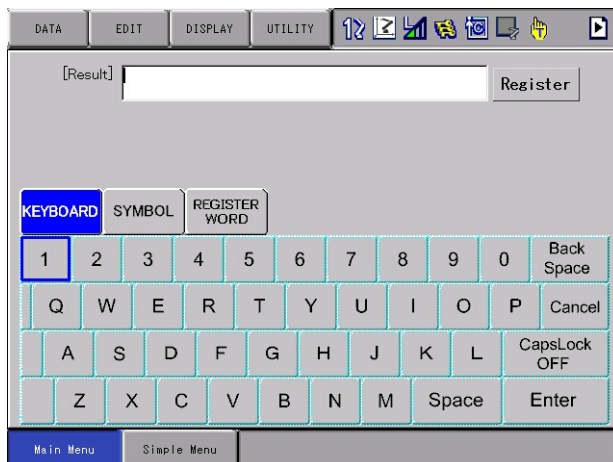 DATA EDIT DISPLAY UTILITY
[Result] Register
KEYBOARD SYMBOL REGISTER WORD
1 2 3 4 5 6 7 8 9 0 Back Space
Q W E R T Y U I O P Cancel
A S D F G H J K L CapsLock OFF
Z X C V B N M Space Enter
Main Menu Simple Menu